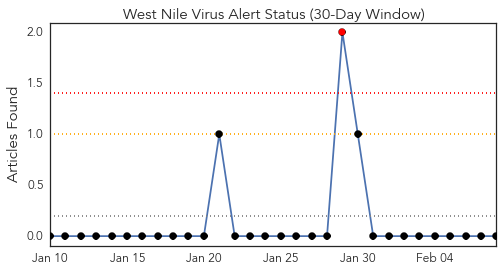 West Nile Virus Alert Status (30-Day Window)
Articles Found
2.0
1.5
1.0
0.5
0.0
Jan 10 Jan 15 Jan 20 Jan 25 Jan 30 Feb 04